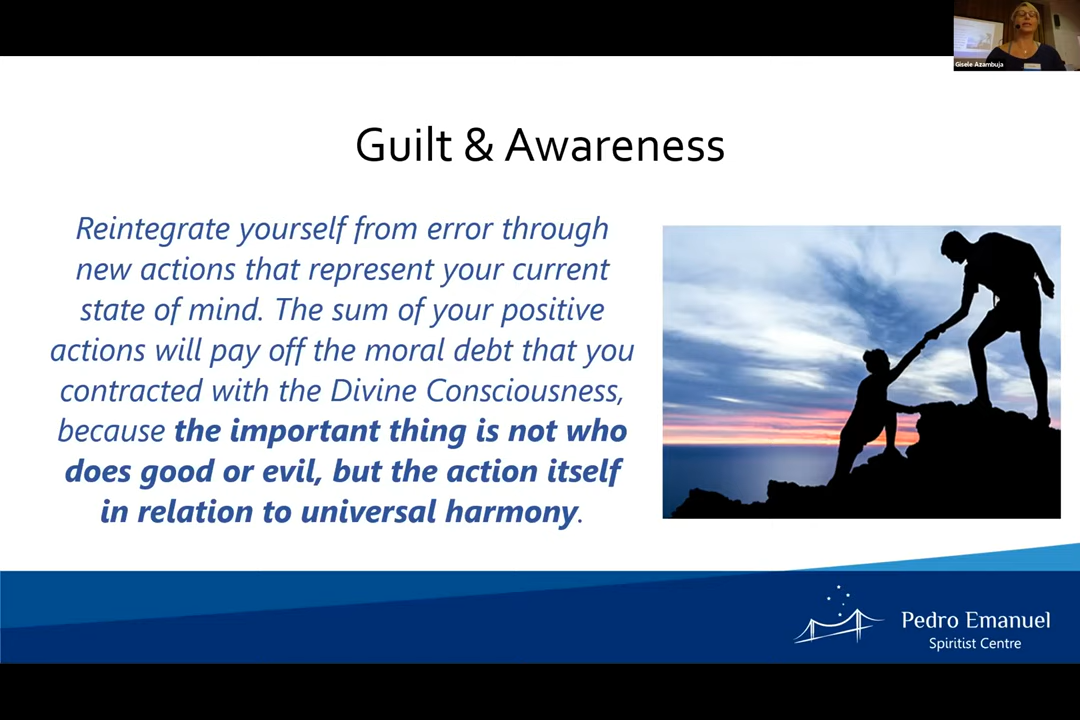 Gisele Azambuja
Guilt & Awareness
Reintegrate yourself from error through
new actions that represent your current
state of mind. The sum of your positive
actions will pay off the moral debt that you
contracted with the Divine Consciousness,
because the important thing is not who
does good or evil, but the action itself
in relation to universal harmony.
Pedro Emanuel
Spiritist Centre